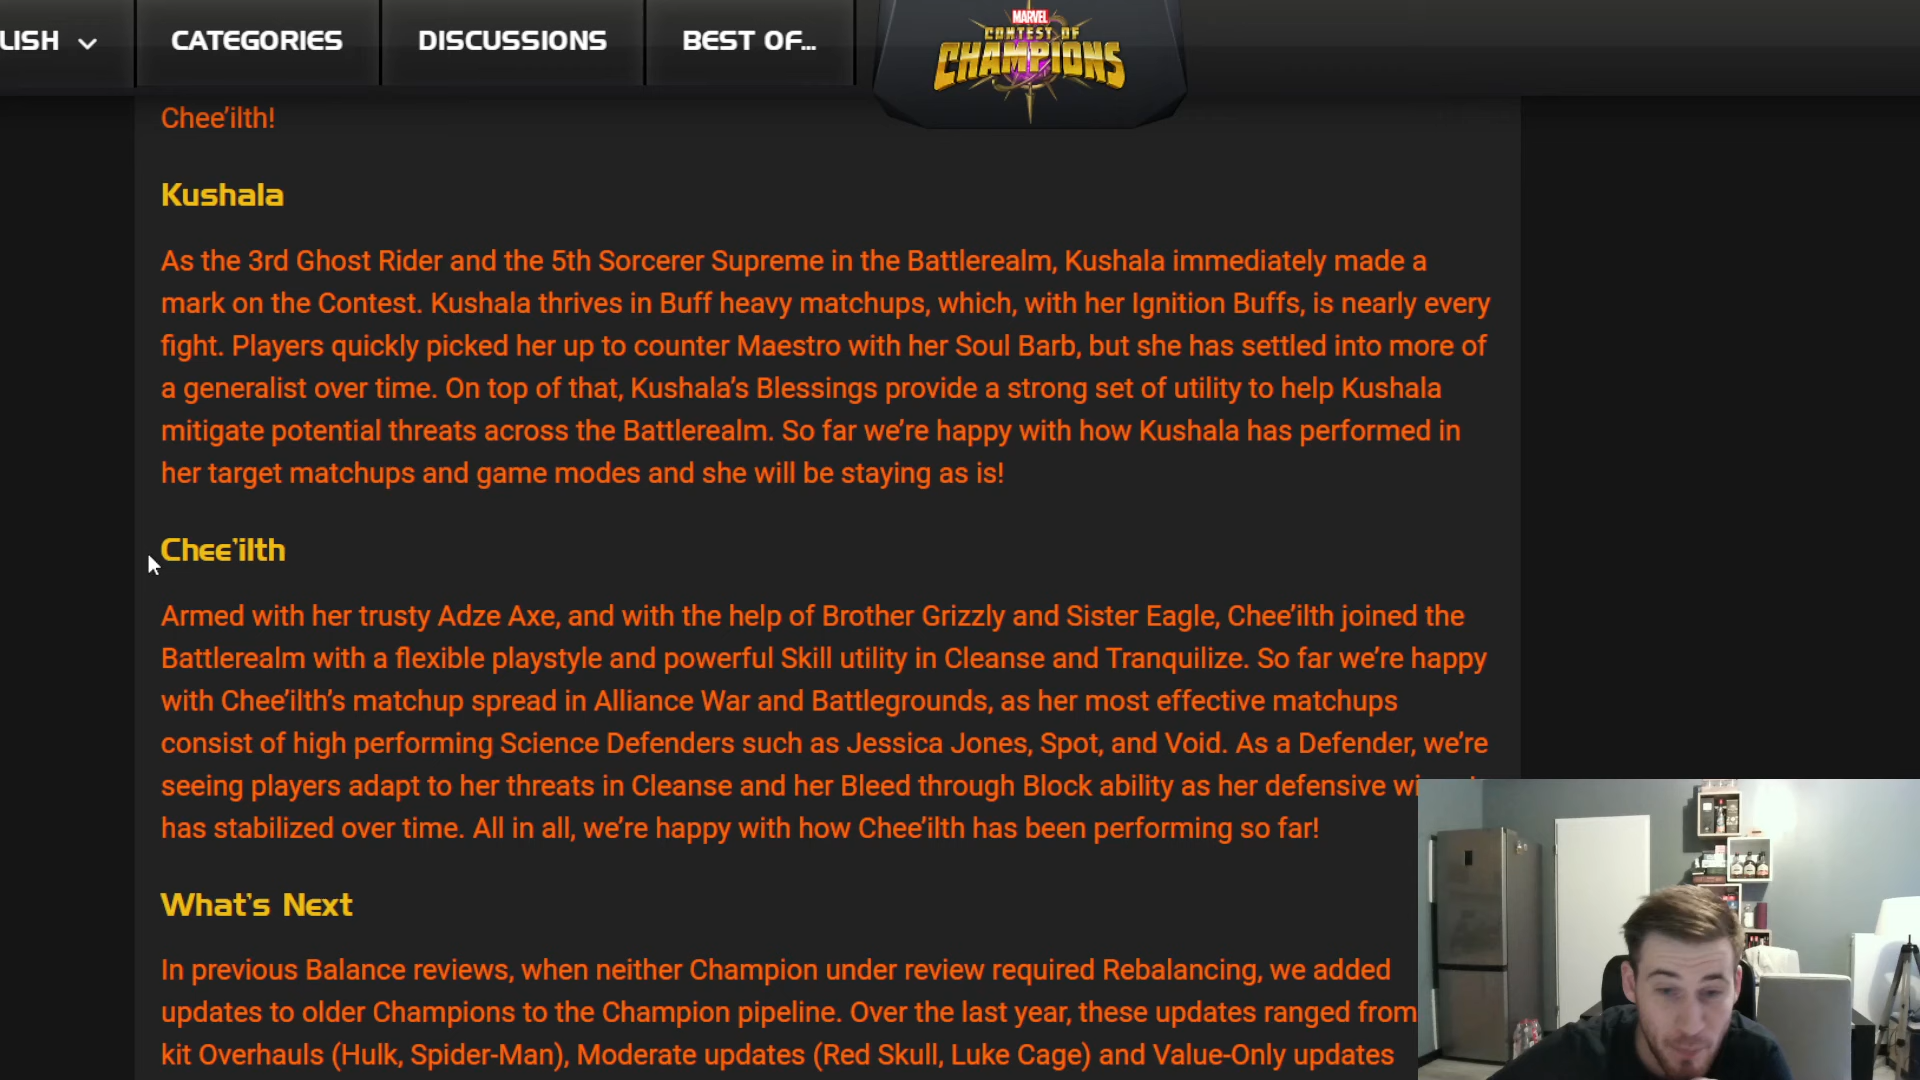 LISH
CATEGORIES
DISCUSSIONS
BEST OF...
MARVEL
CONTEST OF
CHAMPIONS
Chee’ilth!
Kushala
As the 3rd Ghost Rider and the 5th Sorcerer Supreme in the Battlerealm, Kushala immediately made a
mark on the Contest. Kushala thrives in Buff heavy matchups, which, with her Ignition Buffs, is nearly every
fight. Players quickly picked her up to counter Maestro with her Soul Barb, but she has settled into more of
a generalist over time. On top of that, Kushala’s Blessings provide a strong set of utility to help Kushala
mitigate potential threats across the Battlerealm. So far we’re happy with how Kushala has performed in
her target matchups and game modes and she will be staying as is!
Chee’ilth
Armed with her trusty Adze Axe, and with the help of Brother Grizzly and Sister Eagle, Chee’ilth joined the
Battlerealm with a flexible playstyle and powerful Skill utility in Cleanse and Tranquilize. So far we’re happy
with Chee’ilth’s matchup spread in Alliance War and Battlegrounds, as her most effective matchups
consist of high performing Science Defenders such as Jessica Jones, Spot, and Void. As a Defender, we’re
seeing players adapt to her threats in Cleanse and her Bleed through Block ability as her defensive
has stabilized over time. All in all, we’re happy with how Chee’ilth has been performing so far!
What’s Next
In previous Balance reviews, when neither Champion under review required Rebalancing, we added
updates to older Champions to the Champion pipeline. Over the last year, these updates ranged from
kit Overhauls (Hulk, Spider-Man), Moderate updates (Red Skull, Luke Cage) and Value-Only updates